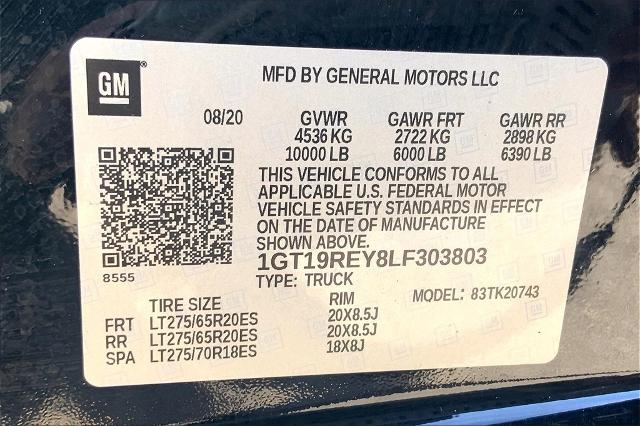 GM
MFD BY GENERAL MOTORS LLC
08/20 GVWR GAWR FRT GAWR RR
4536 KG 2722 KG 2898 KG
10000 LB 6000 LB 6390 LB
THIS VEHICLE CONFORMS TO ALL
APPLICABLE U.S. FEDERAL MOTOR
VEHICLE SAFETY STANDARDS IN EFFECT
ON THE DATE OF MANUFACTURE
SHOWN ABOVE.
1GT19REY8LF303803
8555
TYPE: TRUCK MODEL: 83TK20743
TIRE SIZE RIM
FRT LT275/65R20ES 20X8.5J
RR LT275/65R20ES 20X8.5J
SPA LT275/70R18ES 18X8J